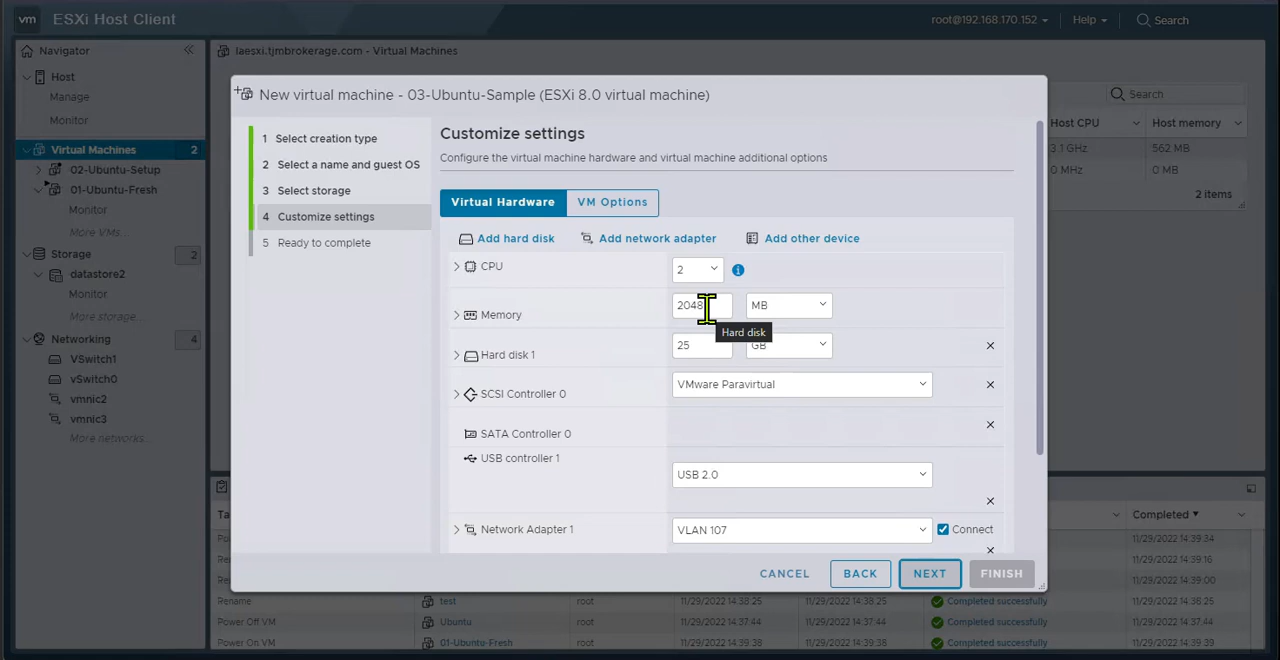 vm ESXi Host Client root@192.168.170.152 Help Search
Navigator
laesxi.tjmbrokerage.com - Virtual Machines
Host
Manage
Monitor
Virtual Machines 2
02-Ubuntu-Setup
01-Ubuntu-Fresh
Monitor
More VMs...
Storage 2
datastore2
Monitor
More storage...
Networking 4
VSwitch1
vSwitch0
vmnic2
vmnic3
More networks...
Search
Host CPU Host memory
3.1 GHz 562 MB
0 MHz 0 MB
2 items
New virtual machine - 03-Ubuntu-Sample (ESXi 8.0 virtual machine)
1 Select creation type
2 Select a name and guest OS
3 Select storage
4 Customize settings
5 Ready to complete
Customize settings
Configure the virtual machine hardware and virtual machine additional options
Virtual Hardware VM Options
Add hard disk Add network adapter Add other device
CPU 2
Memory 2048 MB
Hard disk
Hard disk 1 25 GB
SCSI Controller 0 VMware Paravirtual
SATA Controller 0
USB controller 1
USB 2.0
Network Adapter 1 VLAN 107 Connect
CANCEL BACK NEXT FINISH
Completed
11/29/2022 14:39:34
11/29/2022 14:39:16
11/29/2022 14:39:00
Rename test root 11/29/2022 14:38:25 11/29/2022 14:38:25 Completed successfully 11/29/2022 14:38:25
Power Off VM Ubuntu root 11/29/2022 14:37:44 11/29/2022 14:37:44 Completed successfully 11/29/2022 14:37:44
Power On VM 01-Ubuntu-Fresh root 11/29/2022 14:39:38 11/29/2022 14:39:38 Completed successfully 11/29/2022 14:39:39